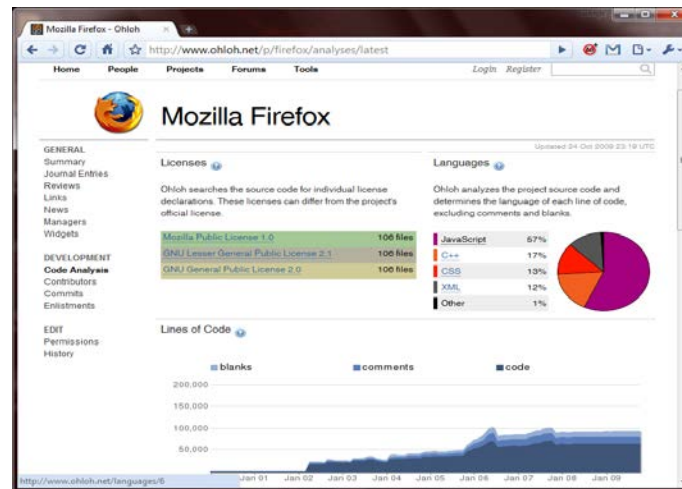 Mozilla Firefox - Ohloh
http://www.ohloh.net/p/firefox/analyses/latest
Home People Projects Forums Tools Login Register
Mozilla Firefox
Updated 24 Oct 2009 23:19 UTC
GENERAL
Summary
Journal Entries
Reviews
Links
News
Managers
Widgets
DEVELOPMENT
Code Analysis
Contributors
Commits
Enlistments
EDIT
Permissions
History
Licenses
Ohloh searches the source code for individual license
declarations. These licenses can differ from the project's
official license.
Mozilla Public License 1.0 106 files
GNU Lesser General Public License 2.1 106 files
GNU General Public License 2.0 106 files
Languages
Ohloh analyzes the project source code and
determines the language of each line of code,
excluding comments and blanks.
JavaScript 57%
C++ 17%
CSS 13%
XML 12%
Other 1%
Lines of Code
blanks comments code
200,000
150,000
100,000
50,000
Jan 01 Jan 02 Jan 03 Jan 04 Jan 05 Jan 06 Jan 07 Jan 08 Jan 09
http://www.ohloh.net/languages/6